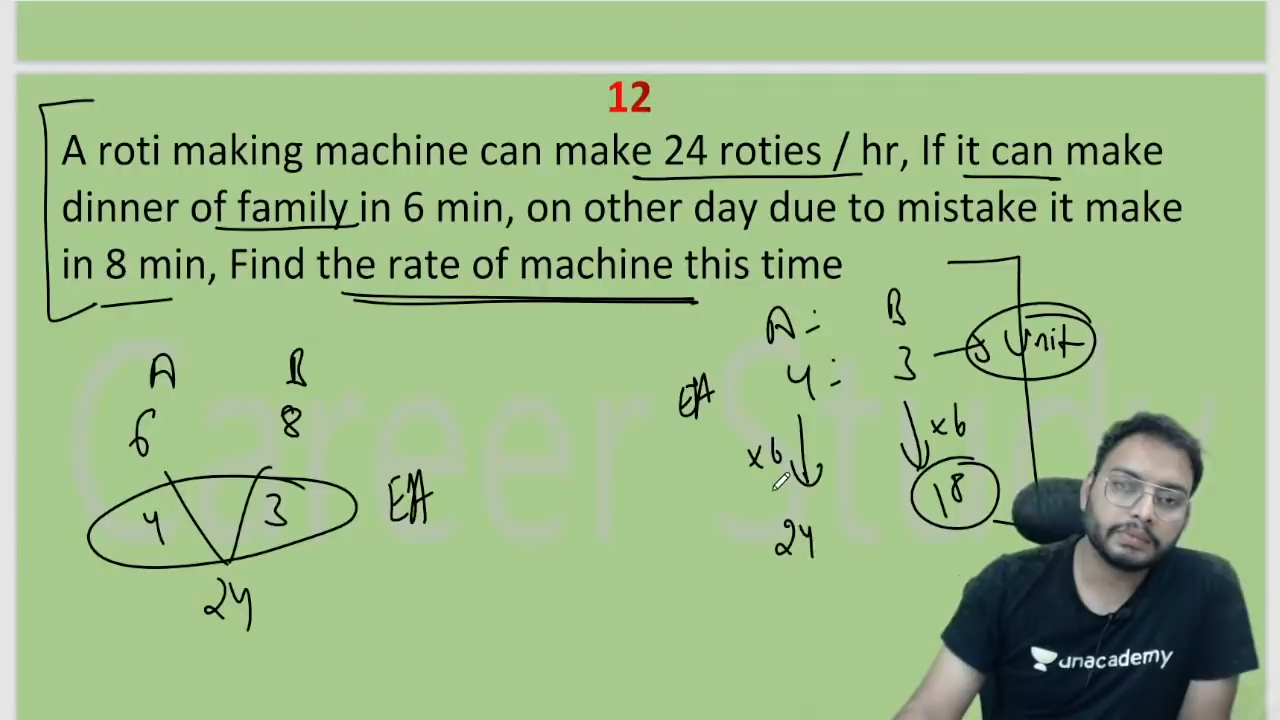 12
A roti making machine can make 24 roties / hr, If it can make
dinner of family in 6 min, on other day due to mistake it make
in 8 min, Find the rate of machine this time
A : B
4 : 3 → Unit
EA
×6 ×6
24 18
A B
6 8
4 3 EA
24
Career Study
unacademy